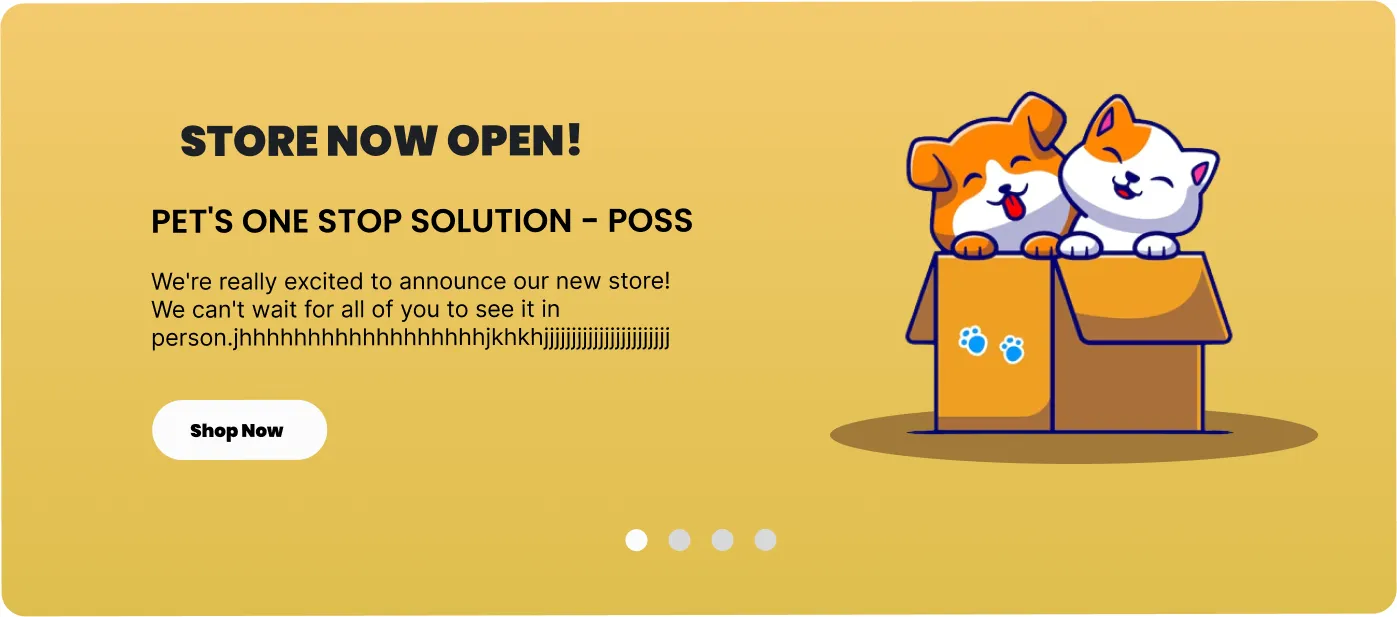 STORE NOW OPEN!
PET'S ONE STOP SOLUTION - POSS
We're really excited to announce our new store!
We can't wait for all of you to see it in
person.jhhhhhhhhhhhhhhhhhhjkhkhjjjjjjjjjjjjjjjjjjjjjjj
Shop Now